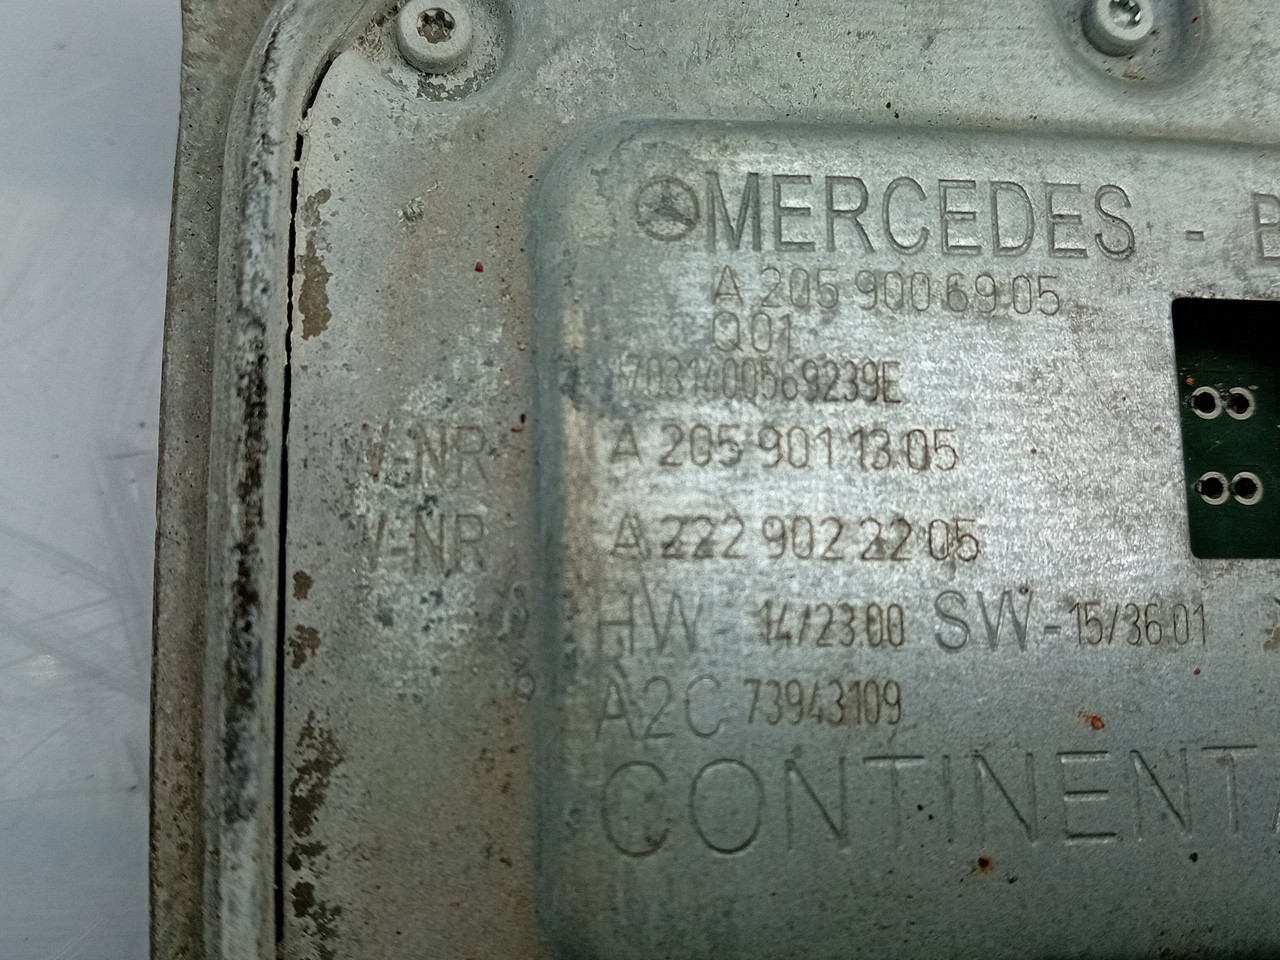 MERCEDES - B
A 205 900 69 05
Q01
17031400569239E
V-NR A 205 901 13 05
V-NR A 222 902 22 05
HW- 14/23.00 SW-15/36.01
A2C 73943109
CONTINENTA